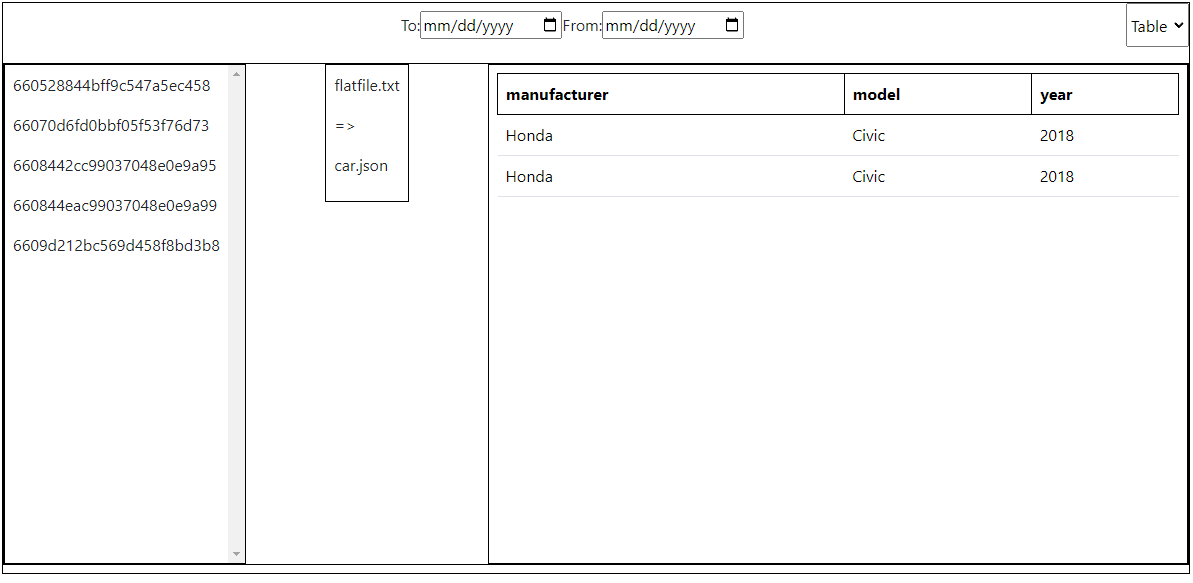 To: mm/dd/yyyy From: mm/dd/yyyy Table
660528844bff9c547a5ec458
66070d6fd0bbf05f53f76d73
6608442cc99037048e0e9a95
660844eac99037048e0e9a99
6609d212bc569d458f8bd3b8
flatfile.txt
=>
car.json
manufacturer model year
Honda Civic 2018
Honda Civic 2018